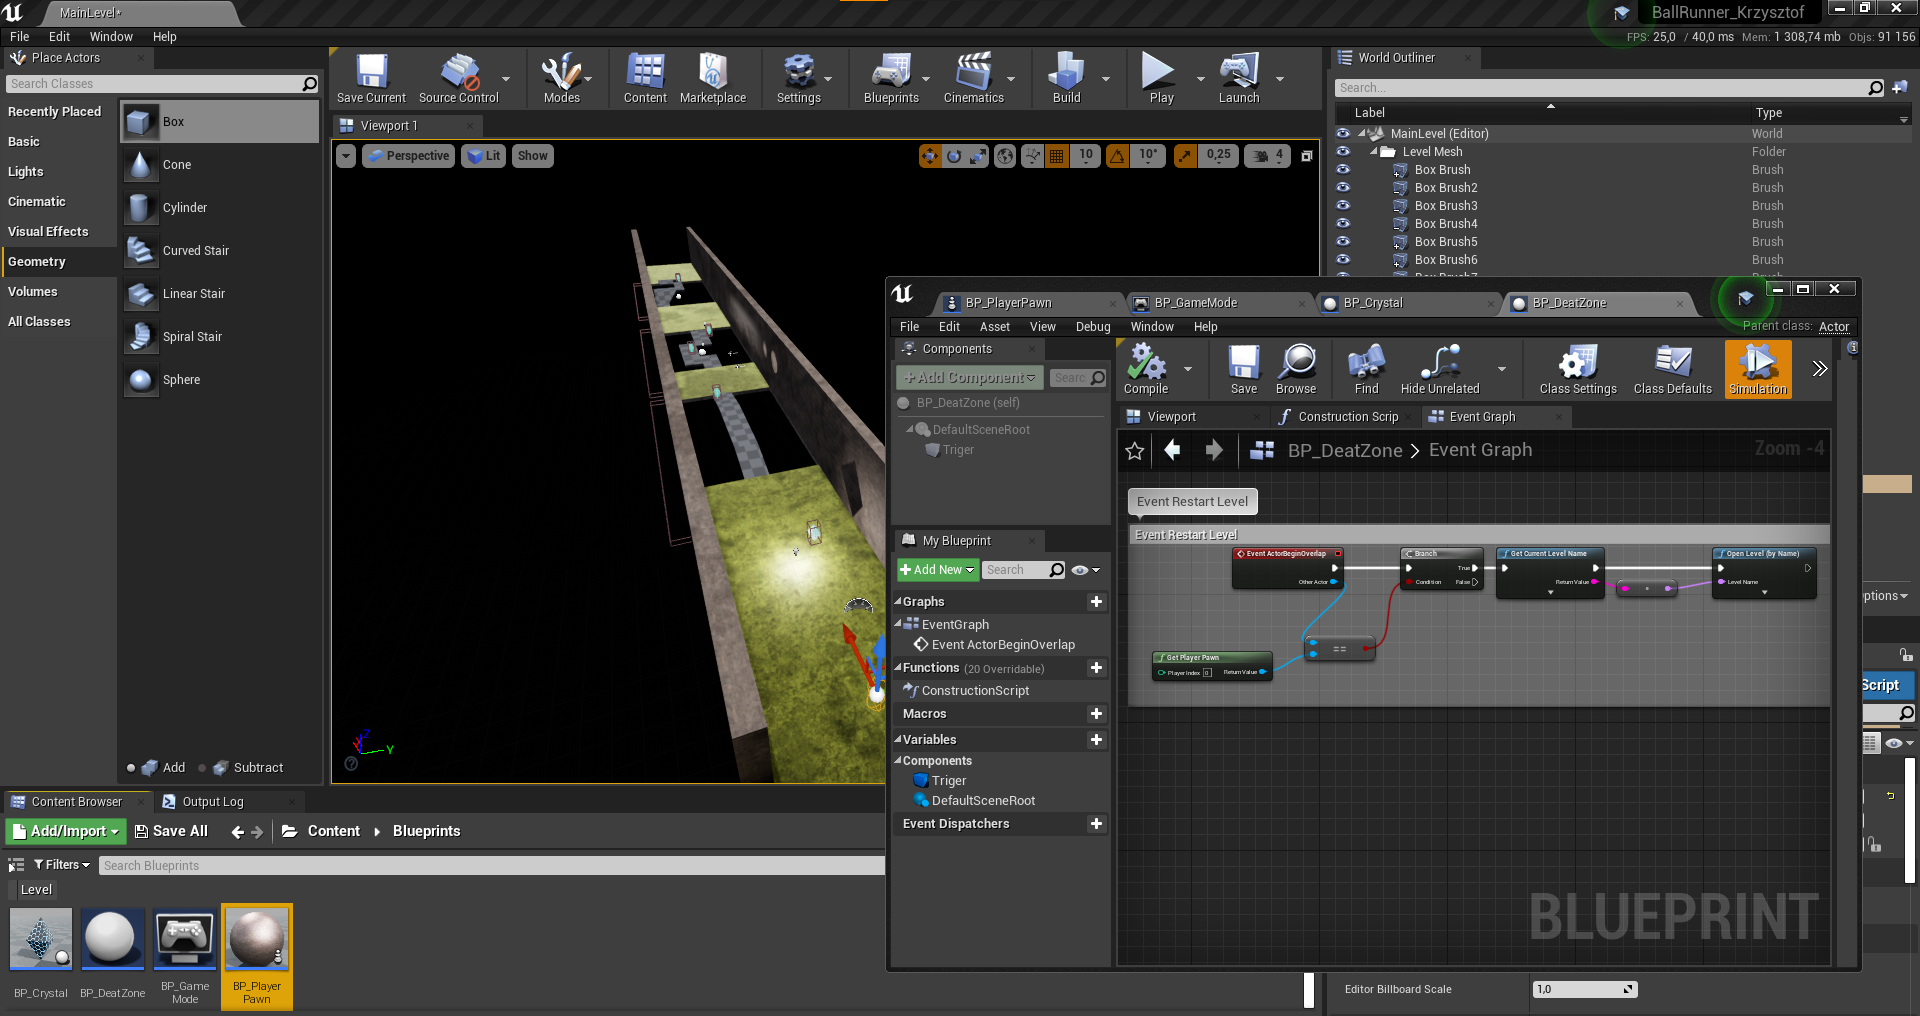 MainLevel*
BallRunner_Krzysztof
File Edit Window Help
FPS: 25,0 / 40,0 ms Mem: 1 308,74 mb Objs: 91 156
Place Actors
Search Classes
Recently Placed
Basic
Lights
Cinematic
Visual Effects
Geometry
Volumes
All Classes
Box
Cone
Cylinder
Curved Stair
Linear Stair
Spiral Stair
Sphere
Add Subtract
Save Current Source Control Modes Content Marketplace Settings Blueprints Cinematics Build Play Launch
Viewport 1
Perspective Lit Show
10 10° 0,25 4
Z
X
Y
World Outliner
Search...
Label Type
MainLevel (Editor) World
Level Mesh Folder
Box Brush Brush
Box Brush2 Brush
Box Brush3 Brush
Box Brush4 Brush
Box Brush5 Brush
Box Brush6 Brush
BP_PlayerPawn BP_GameMode BP_Crystal BP_DeatZone
File Edit Asset View Debug Window Help
Parent class: Actor
Components
+ Add Component
Searc
BP_DeatZone (self)
DefaultSceneRoot
Triger
Compile Save Browse Find Hide Unrelated Class Settings Class Defaults Simulation
Viewport Construction Scrip Event Graph
BP_DeatZone > Event Graph
Zoom -4
Event Restart Level
Event Restart Level
Event ActorBeginOverlap
Other Actor
Branch
True
Condition False
Get Current Level Name
Return Value
Open Level (by Name)
Level Name
==
Get Player Pawn
Player Index 0 Return Value
BLUEPRINT
My Blueprint
+ Add New
Search
Graphs
EventGraph
Event ActorBeginOverlap
Functions (20 Overridable)
ConstructionScript
Macros
Variables
Components
Triger
DefaultSceneRoot
Event Dispatchers
ptions
Script
Content Browser Output Log
Add/Import Save All Content Blueprints
Filters
Search Blueprints
Level
BP_Crystal
BP_DeatZone
BP_Game
Mode
BP_Player
Pawn
Editor Billboard Scale 1,0